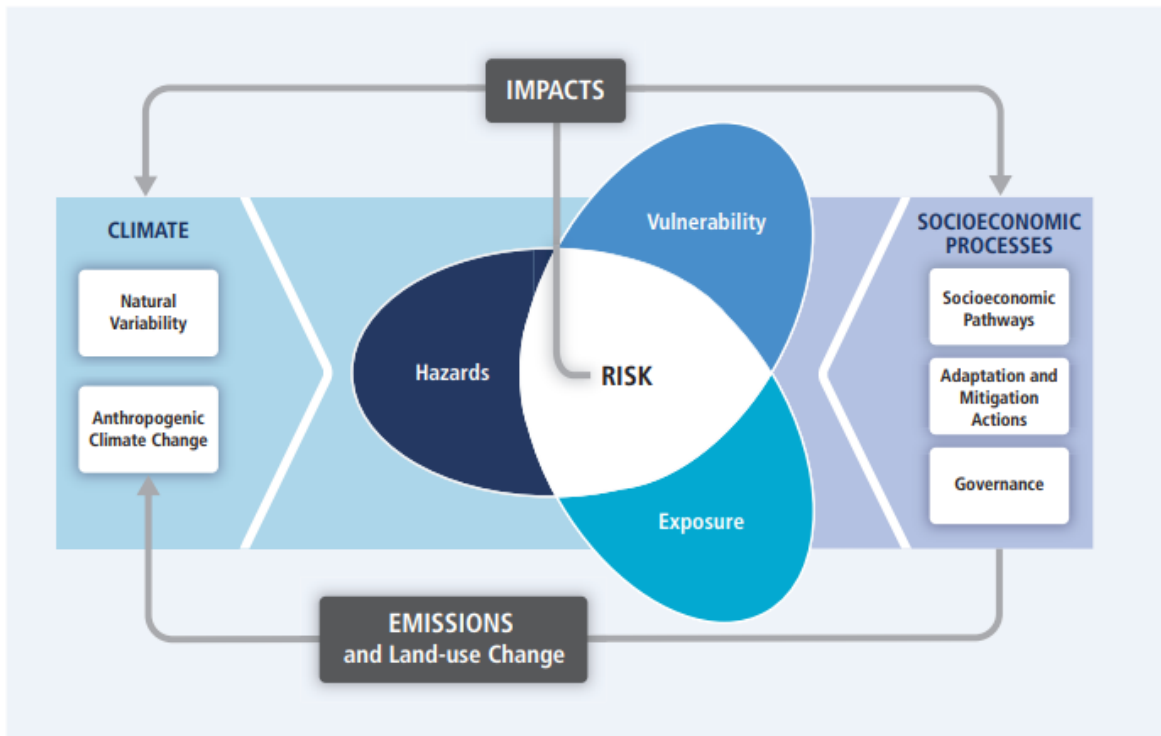 IMPACTS
CLIMATE
Natural
Variability
Anthropogenic
Climate Change
Hazards
Vulnerability
RISK
Exposure
SOCIOECONOMIC
PROCESSES
Socioeconomic
Pathways
Adaptation and
Mitigation
Actions
Governance
EMISSIONS
and Land-use Change